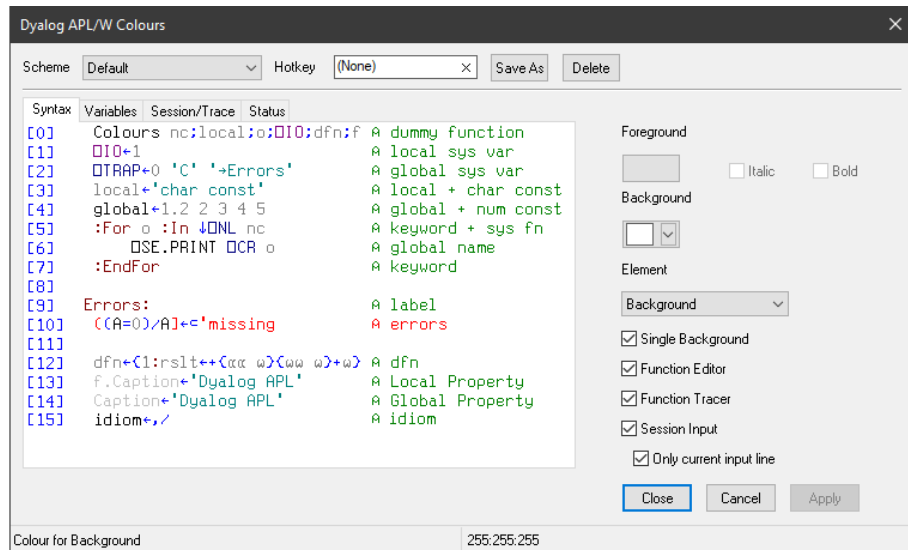 Dyalog APL/W Colours
Scheme Default Hotkey (None) Save As Delete
Syntax Variables Session/Trace Status
[0] Colours nc;local;o;⎕IO;dfn;f ⍝ dummy function
[1] ⎕IO←1 ⍝ local sys var
[2] ⎕TRAP←0 'C' '→Errors' ⍝ global sys var
[3] local←'char const' ⍝ local + char const
[4] global←1.2 2 3 4 5 ⍝ global + num const
[5] :For o :In ↓⎕NL nc ⍝ keyword + sys fn
[6] ⎕SE.PRINT ⎕CR o ⍝ global name
[7] :EndFor ⍝ keyword
[8]
[9] Errors: ⍝ label
[10] ((A=0)/A]←⊂'missing ⍝ errors
[11]
[12] dfn←{1:rslt←+{⍺⍺ ⍵}{⍵⍵ ⍵}+⍵} ⍝ dfn
[13] f.Caption←'Dyalog APL' ⍝ Local Property
[14] Caption←'Dyalog APL' ⍝ Global Property
[15] idiom←,/ ⍝ idiom
Foreground
Italic Bold
Background
Element
Background
Single Background
Function Editor
Function Tracer
Session Input
Only current input line
Close Cancel Apply
Colour for Background 255:255:255